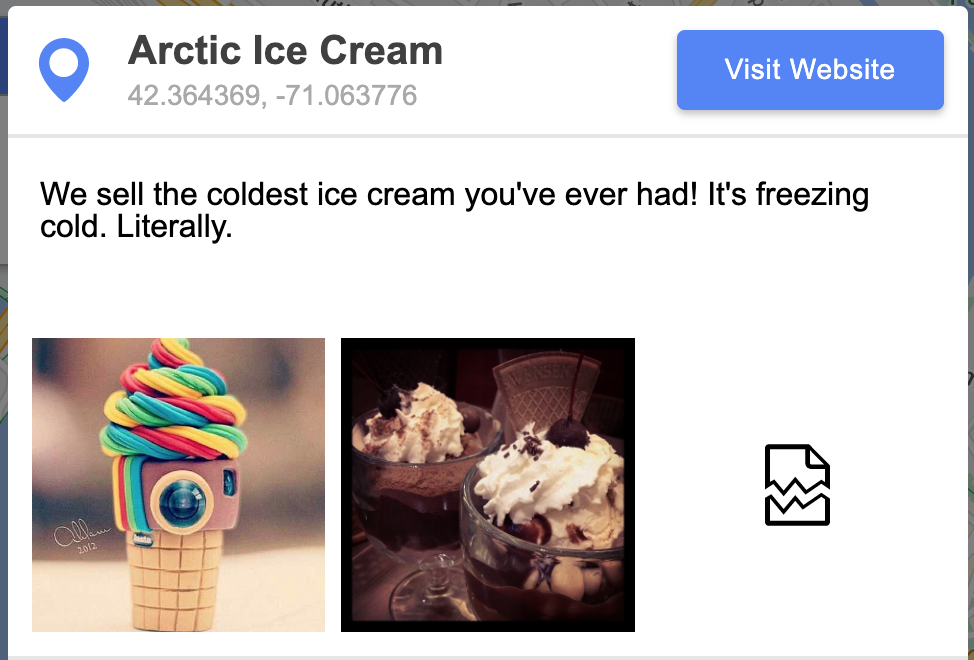 Arctic Ice Cream
42.364369, -71.063776
Visit Website
We sell the coldest ice cream you've ever had! It's freezing
cold. Literally.
2012